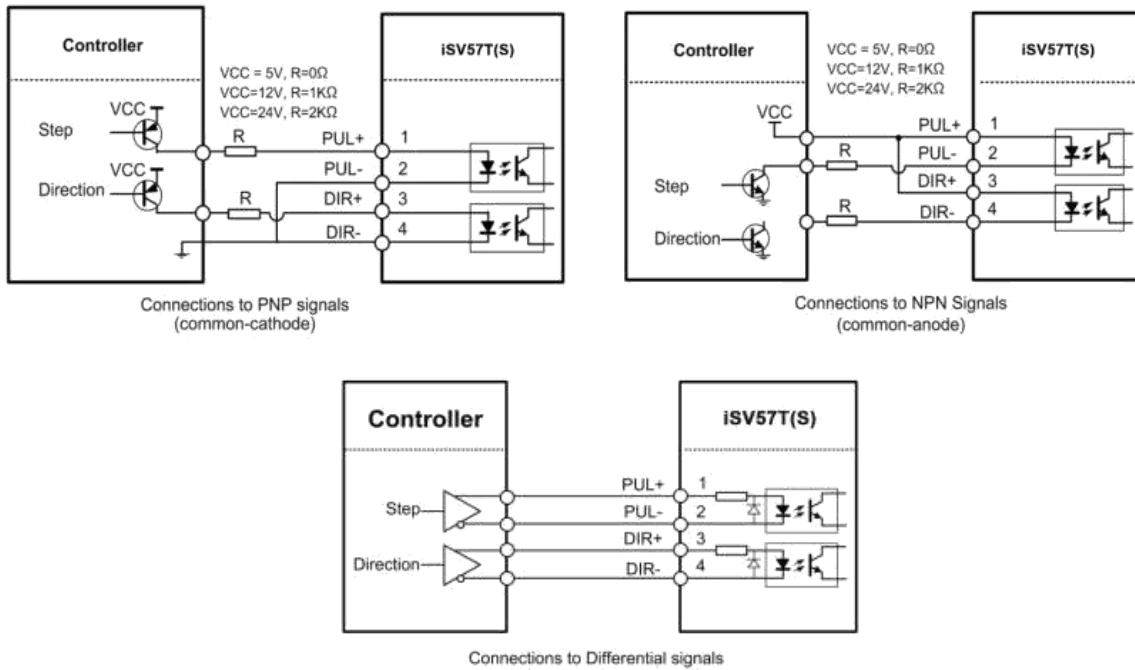 Controller
iSV57T(S)
VCC = 5V, R=0Ω
VCC=12V, R=1KΩ
VCC=24V, R=2KΩ
VCC
Step
R
PUL+
1
VCC
PUL-
2
Direction
R
DIR+
3
DIR-
4
Connections to PNP signals
(common-cathode)
Controller
iSV57T(S)
VCC = 5V, R=0Ω
VCC=12V, R=1KΩ
VCC=24V, R=2KΩ
VCC
PUL+
1
R
PUL-
2
Step
DIR+
3
R
DIR-
4
Direction
Connections to NPN Signals
(common-anode)
Controller
iSV57T(S)
PUL+
1
Step
PUL-
2
DIR+
3
Direction
DIR-
4
Connections to Differential signals